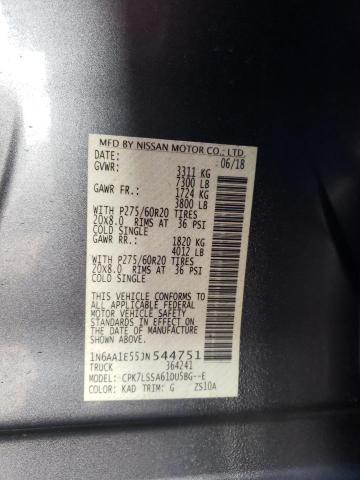 MFD BY NISSAN MOTOR CO., LTD.
DATE: 06/18
GVWR: 3311 KG
7300 LB
GAWR FR.: 1724 KG
3800 LB
WITH P275/60R20 TIRES
20X8.0 RIMS AT 36 PSI
COLD SINGLE
GAWR RR.: 1820 KG
4012 LB
WITH P275/60R20 TIRES
20X8.0 RIMS AT 36 PSI
COLD SINGLE
THIS VEHICLE CONFORMS TO ALL
APPLICABLE FEDERAL MOTOR VEHICLE
SAFETY STANDARDS IN EFFECT ON THE
DATE OF MANUFACTURE SHOWN ABOVE.
1N6AA1E55JN544751
TRUCK 364241
MODEL: CPK7LSSA61DU5BG--E
COLOR: KAD TRIM: G ZS10A